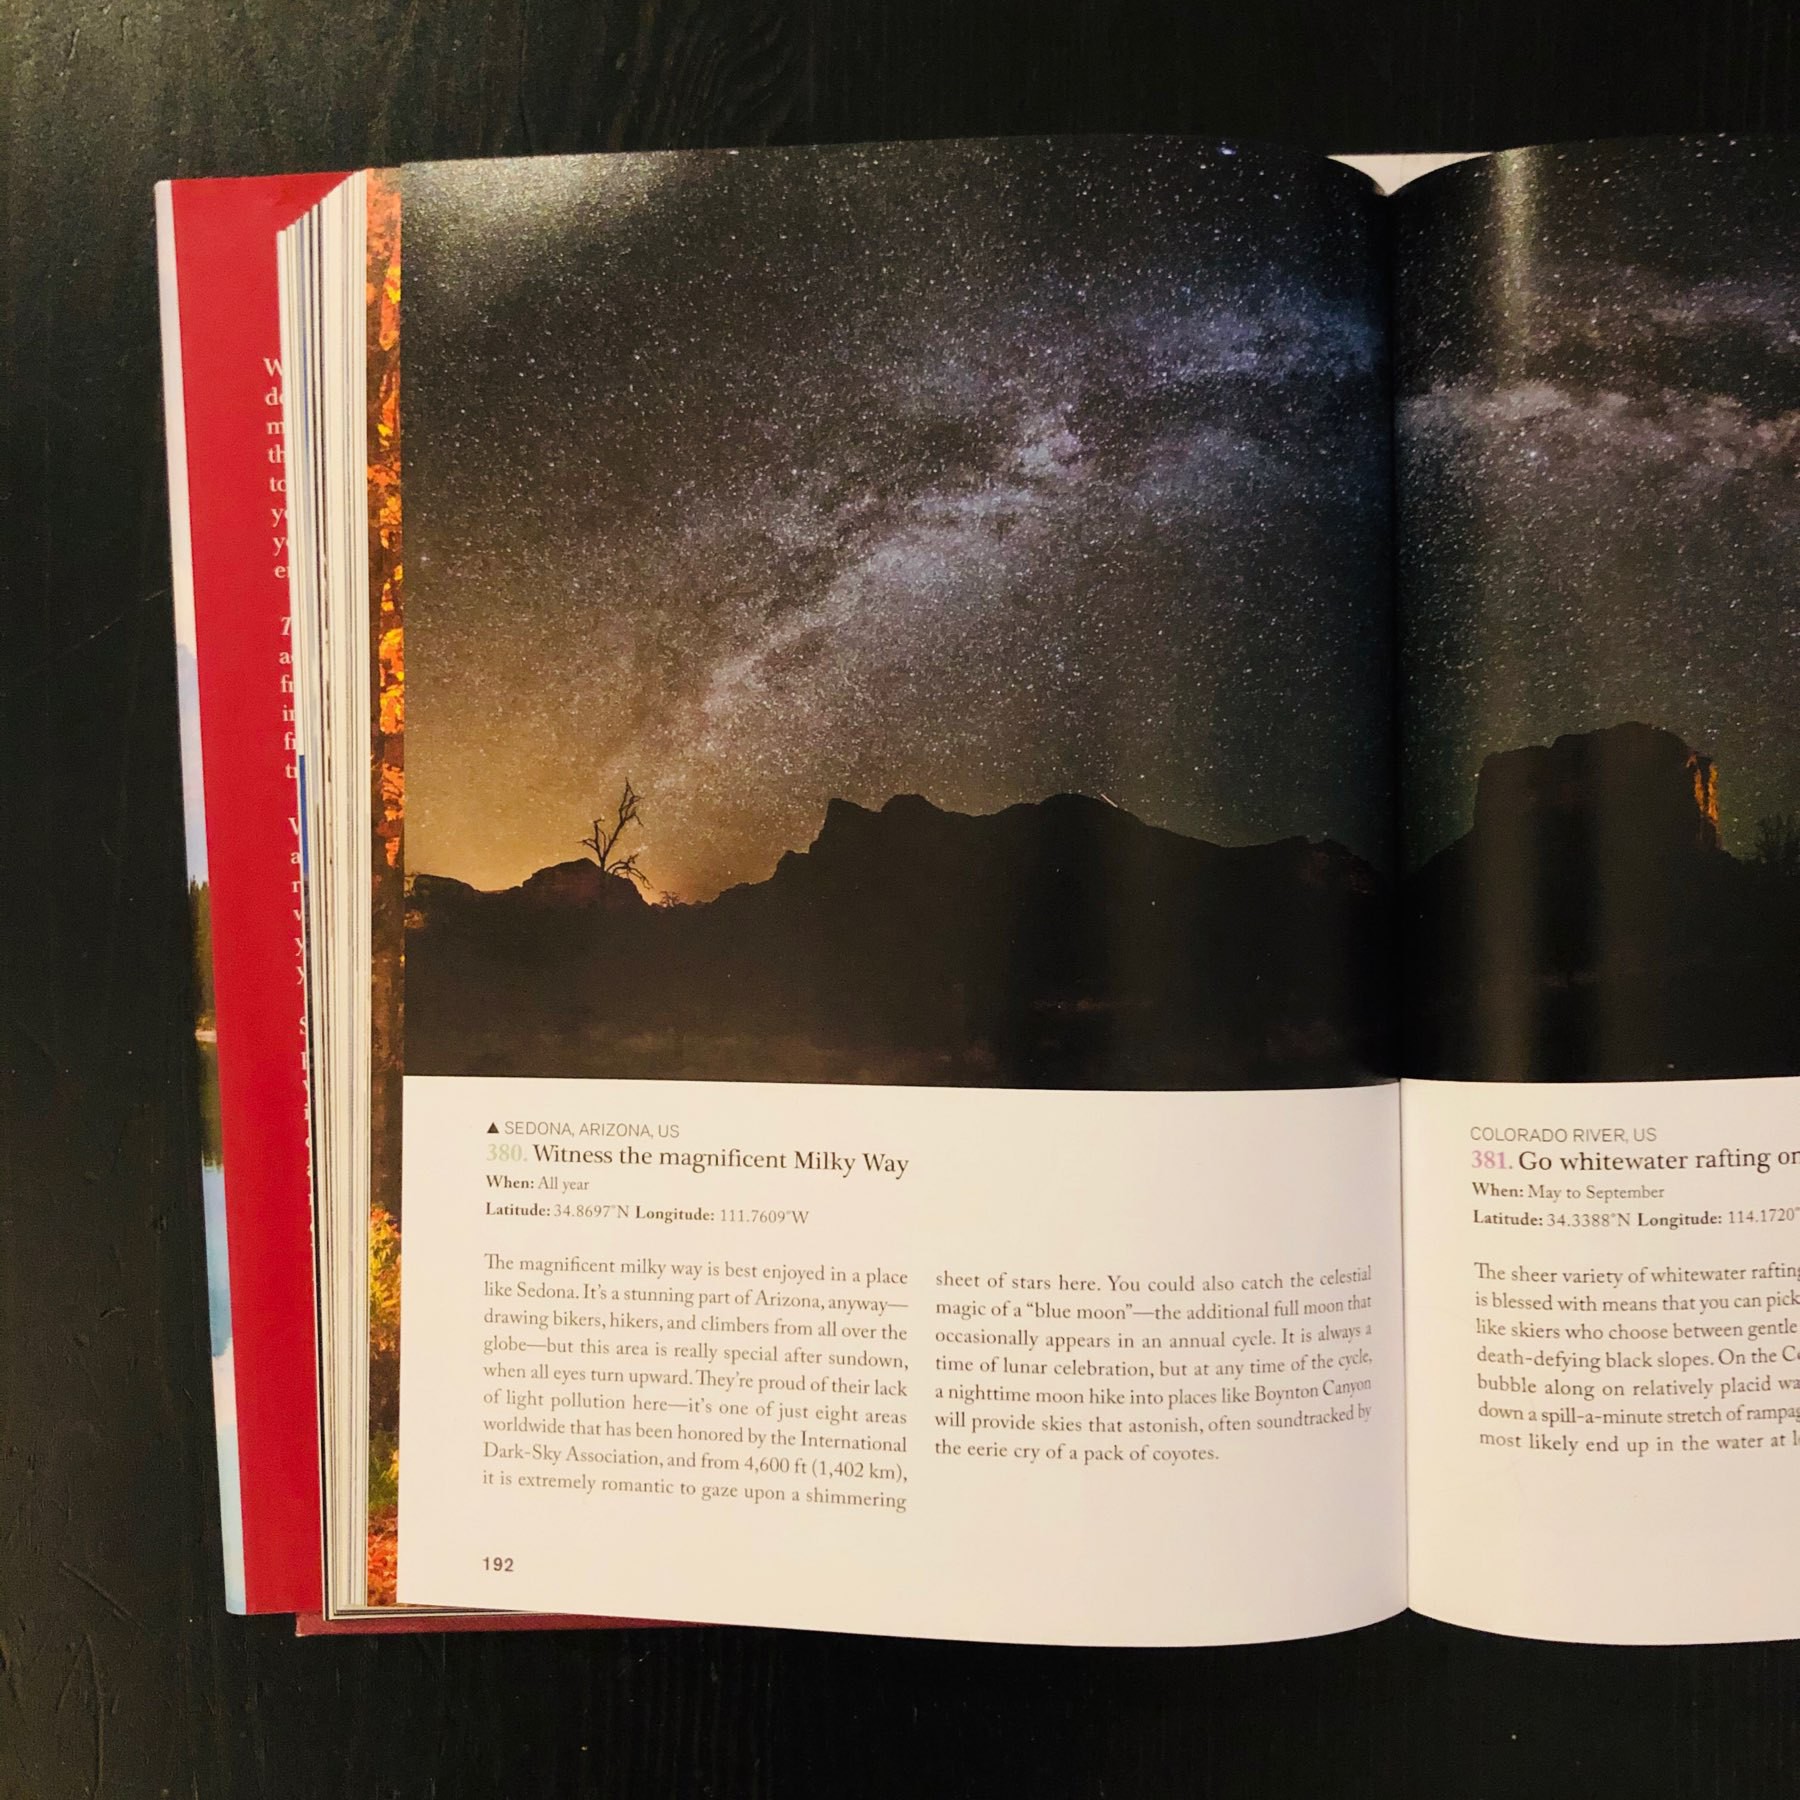 ▲ SEDONA, ARIZONA, US
380. Witness the magnificent Milky Way
When: All year
Latitude: 34.8697°N Longitude: 111.7609°W
The magnificent milky way is best enjoyed in a place
like Sedona. It's a stunning part of Arizona, anyway—
drawing bikers, hikers, and climbers from all over the
globe—but this area is really special after sundown,
when all eyes turn upward. They're proud of their lack
of light pollution here—it's one of just eight areas
worldwide that has been honored by the International
Dark-Sky Association, and from 4,600 ft (1,402 km),
it is extremely romantic to gaze upon a shimmering
sheet of stars here. You could also catch the celestial
magic of a “blue moon”—the additional full moon that
occasionally appears in an annual cycle. It is always a
time of lunar celebration, but at any time of the cycle,
a nighttime moon hike into places like Boynton Canyon
will provide skies that astonish, often soundtracked by
the eerie cry of a pack of coyotes.
192
COLORADO RIVER, US
381. Go whitewater rafting on
When: May to September
Latitude: 34.3388°N Longitude: 114.1720°
The sheer variety of whitewater rafting
is blessed with means that you can pick
like skiers who choose between gentle
death-defying black slopes. On the
bubble along on relatively placid
down a spill-a-minute stretch of
most likely end up in the water at